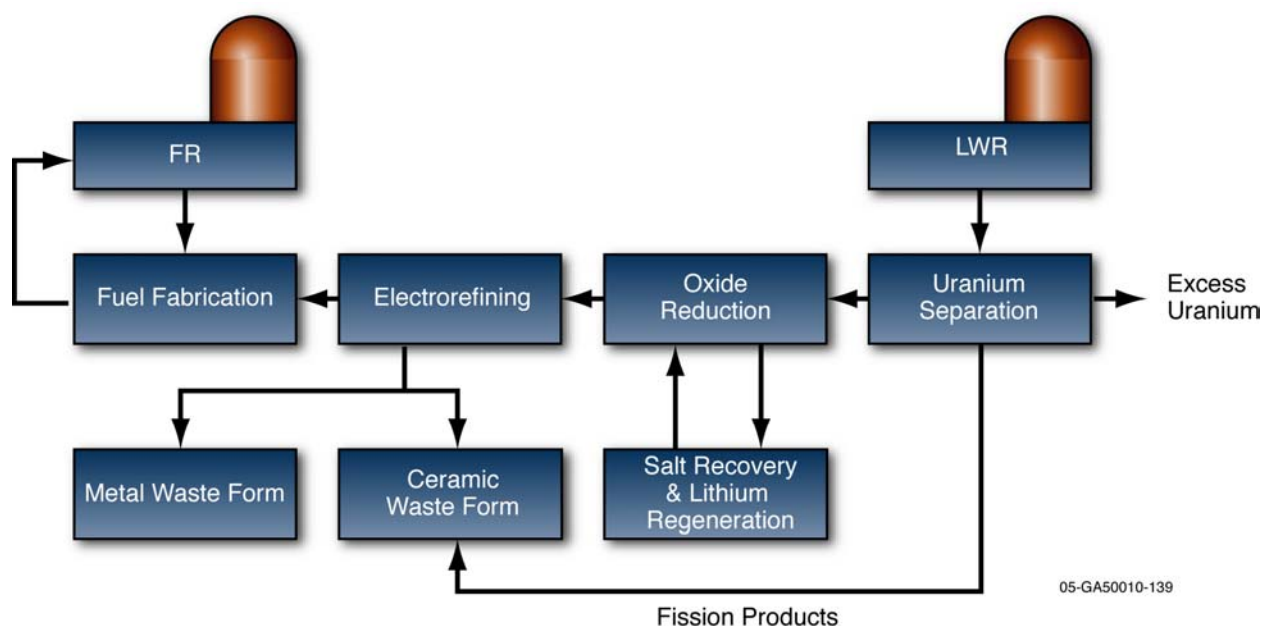 FR
LWR
Fuel Fabrication
Electrorefining
Oxide
Reduction
Uranium
Separation
Excess
Uranium
Metal Waste Form
Ceramic
Waste Form
Salt Recovery
& Lithium
Regeneration
05-GA50010-139
Fission Products